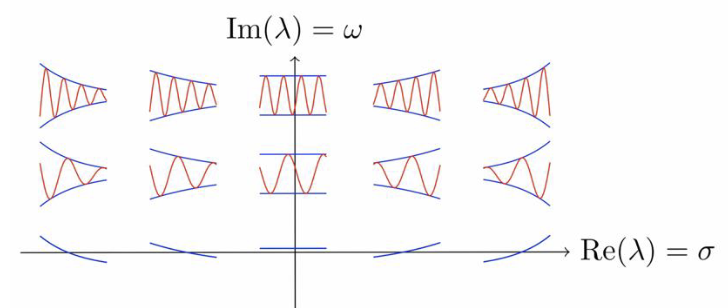 Im(λ) = ω
Re(λ) = σ